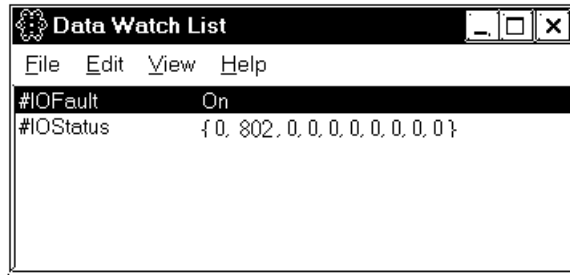 Data Watch List
File Edit View Help
#IOFault On
#IOStatus { 0, 802, 0, 0, 0, 0, 0, 0, 0, 0 }